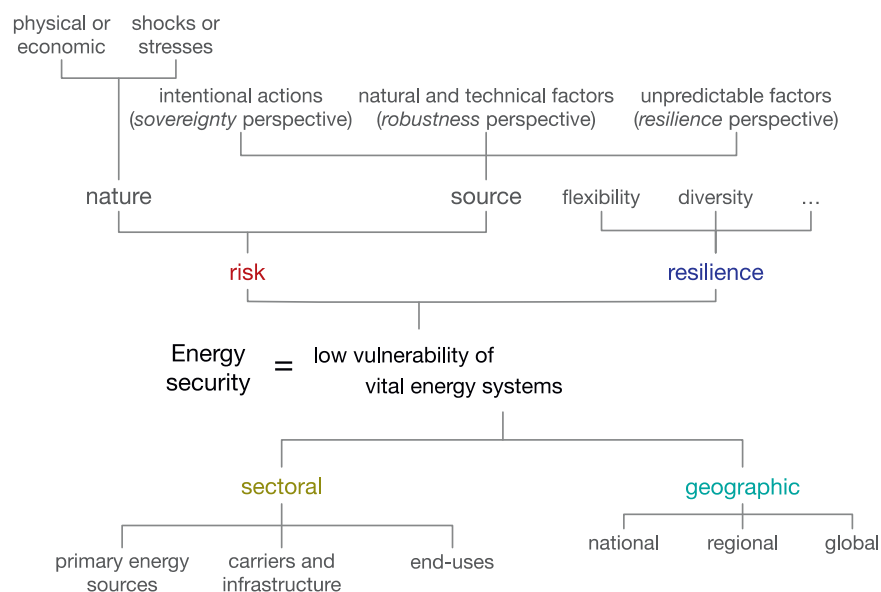 physical or
economic
shocks or
stresses
intentional actions
(sovereignty perspective)
natural and technical factors
(robustness perspective)
unpredictable factors
(resilience perspective)
nature
source
flexibility
diversity
...
risk
resilience
Energy
security
=
low vulnerability of
vital energy systems
sectoral
geographic
primary energy
sources
carriers and
infrastructure
end-uses
national
regional
global